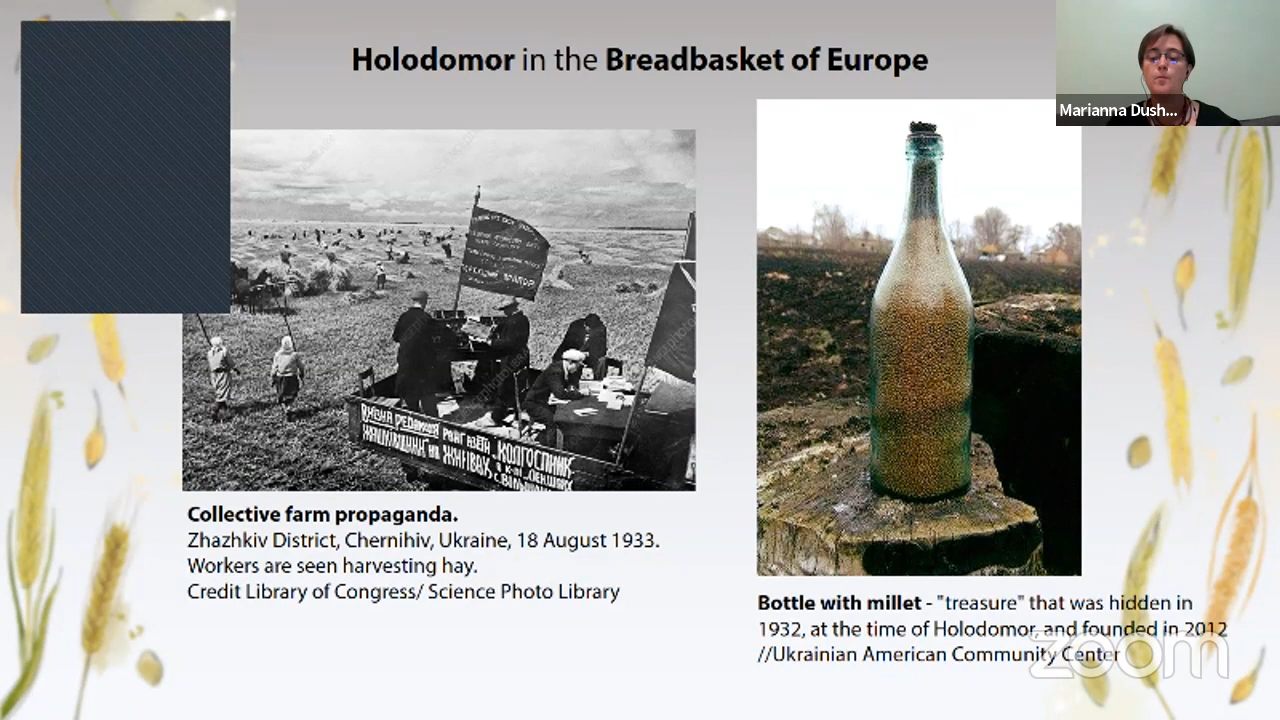 Holodomor in the Breadbasket of Europe
Marianna Dush...
КОЛГОСПНИК
Collective farm propaganda.
Zhazhkiv District, Chernihiv, Ukraine, 18 August 1933.
Workers are seen harvesting hay.
Credit Library of Congress/ Science Photo Library
Bottle with millet - "treasure" that was hidden in
1932, at the time of Holodomor, and founded in 2012
//Ukrainian American Community Center
zoom